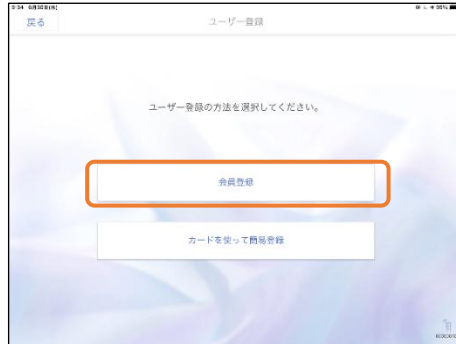 戻る
ユーザー登録
ユーザー登録の方法を選択してください。
会員登録
カードを使って簡易登録